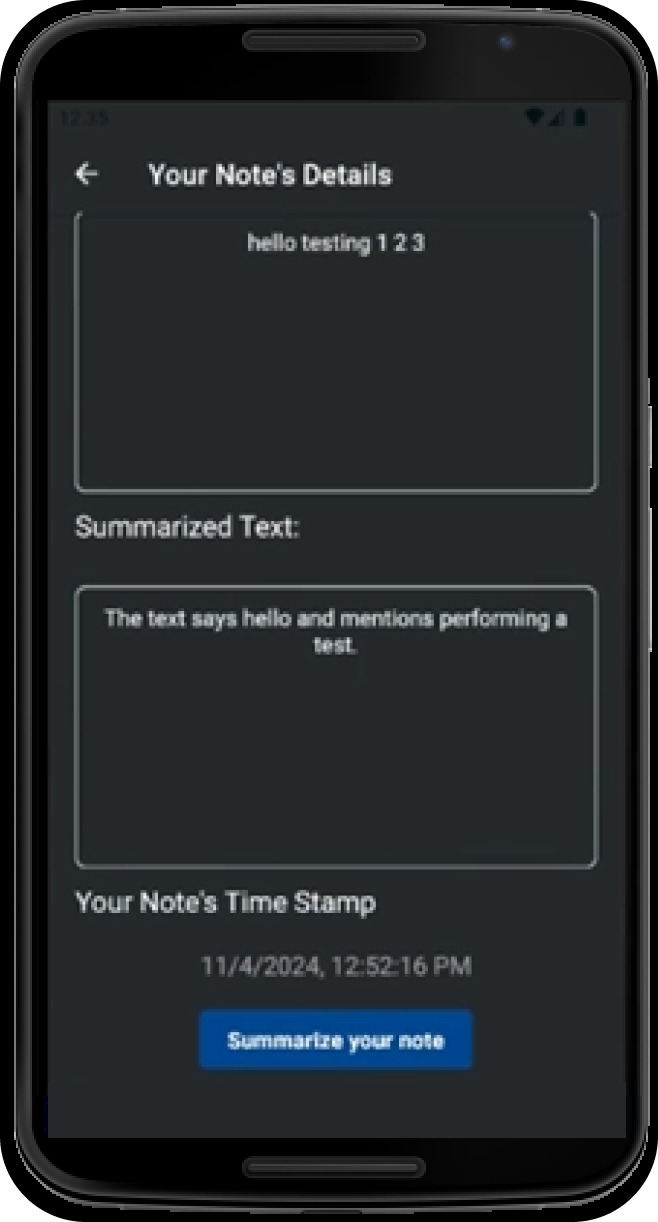 12:35
Your Note's Details
hello testing 1 2 3
Summarized Text:
The text says hello and mentions performing a
test.
Your Note's Time Stamp
11/4/2024, 12:52:16 PM
Summarize your note